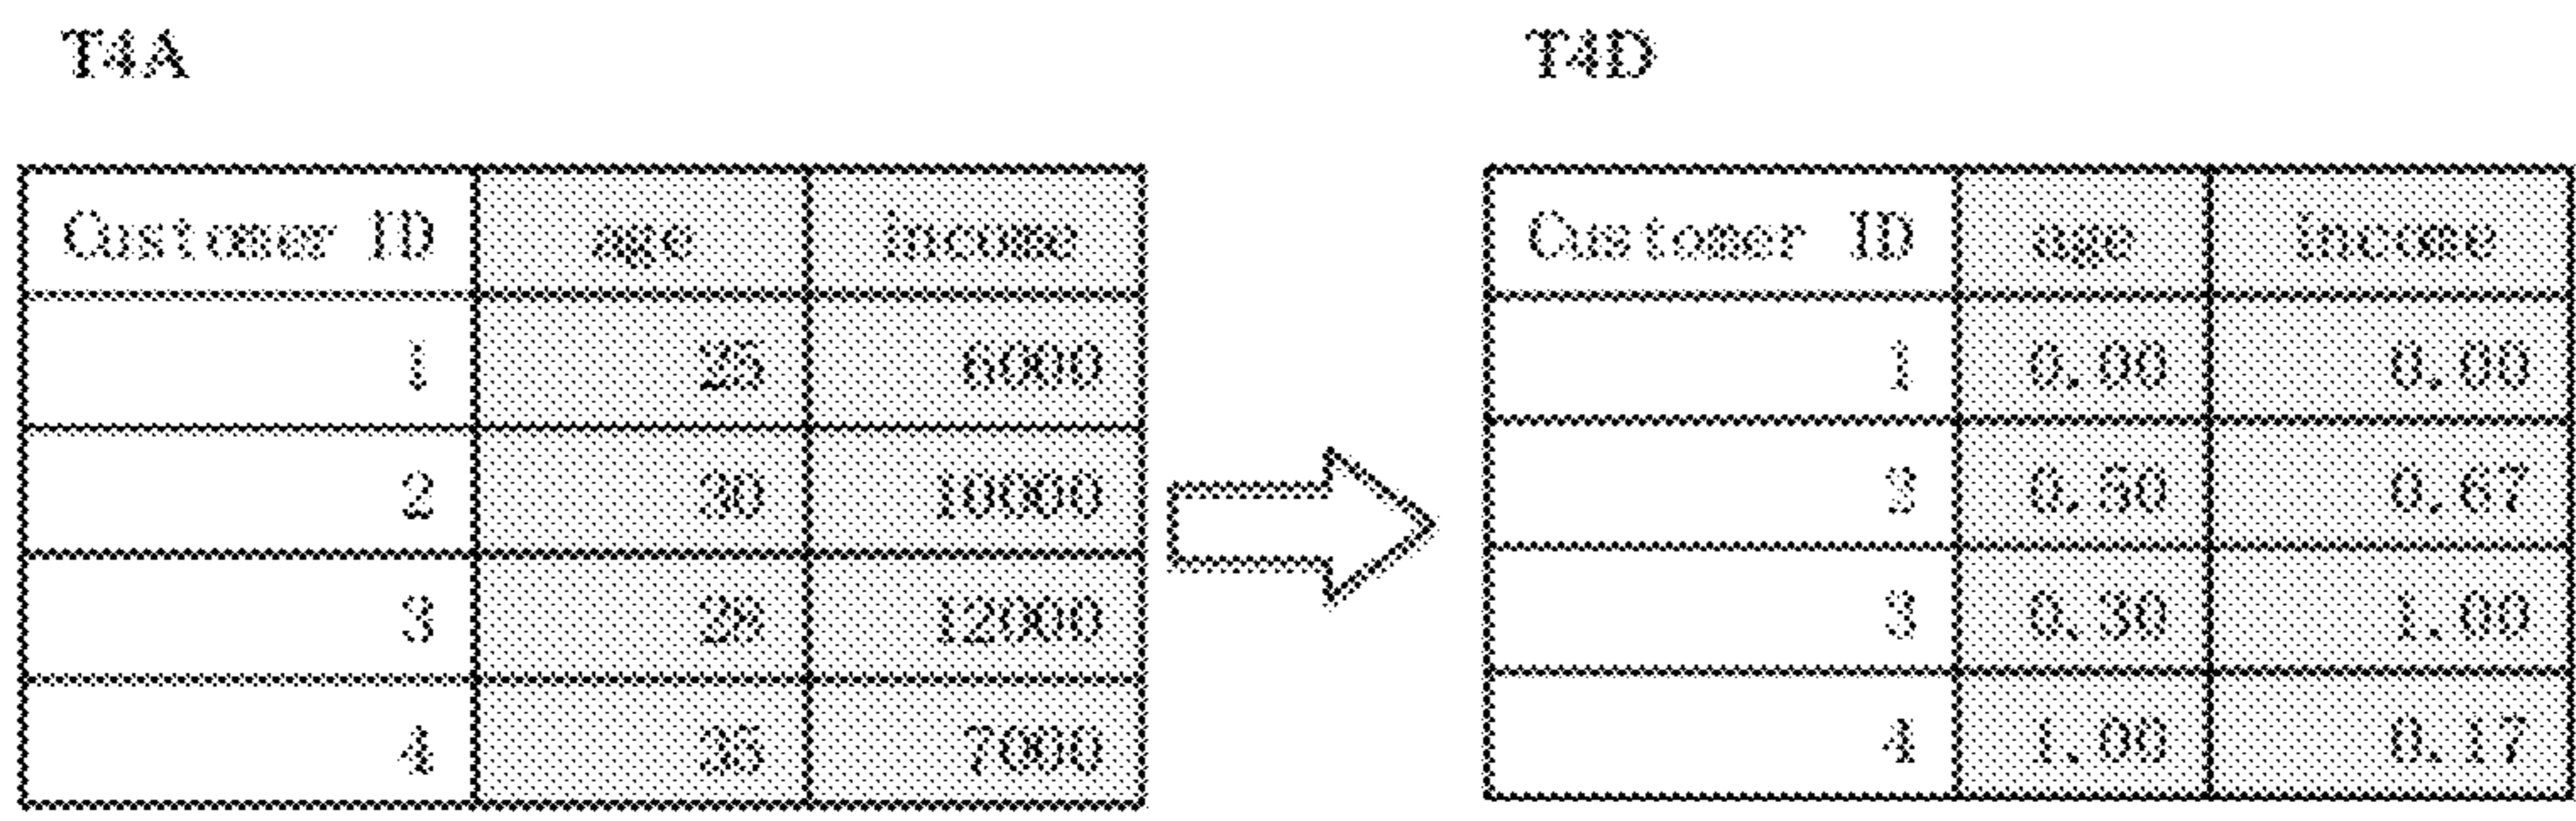 T4A
Customer ID age income
1 25 6000
2 30 10000
3 28 12000
4 35 7000
T4D
Customer ID age income
1 0.00 0.00
2 0.50 0.67
3 0.30 1.00
4 1.00 0.17